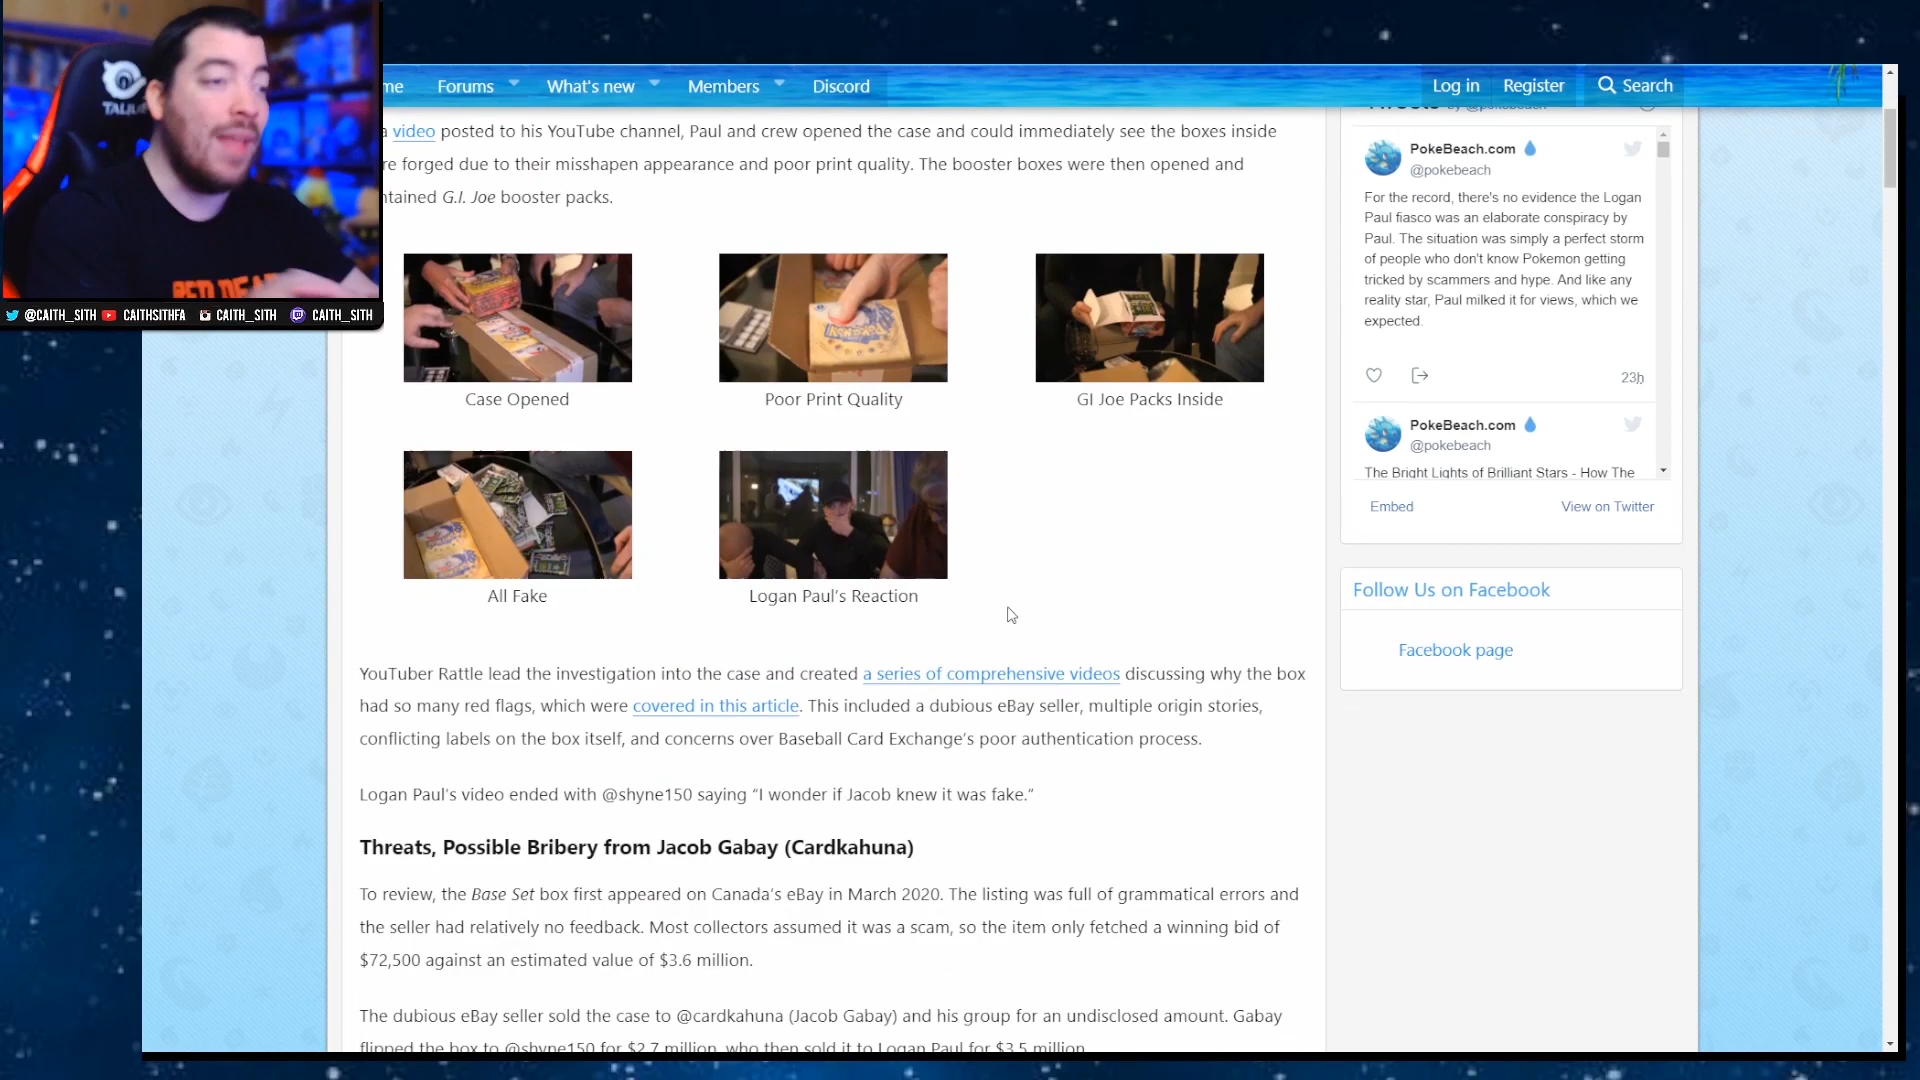 me Forums What's new Members Discord Log in Register Search
a video posted to his YouTube channel, Paul and crew opened the case and could immediately see the boxes inside
re forged due to their misshapen appearance and poor print quality. The booster boxes were then opened and
ntained G.I. Joe booster packs.
@CAITH_SITH CAITHSITHFA CAITH_SITH CAITH_SITH
Case Opened
Poor Print Quality
GI Joe Packs Inside
All Fake
Logan Paul's Reaction
YouTuber Rattle lead the investigation into the case and created a series of comprehensive videos discussing why the box
had so many red flags, which were covered in this article. This included a dubious eBay seller, multiple origin stories,
conflicting labels on the box itself, and concerns over Baseball Card Exchange's poor authentication process.
Logan Paul's video ended with @shyne150 saying “I wonder if Jacob knew it was fake.”
Threats, Possible Bribery from Jacob Gabay (Cardkahuna)
To review, the Base Set box first appeared on Canada's eBay in March 2020. The listing was full of grammatical errors and
the seller had relatively no feedback. Most collectors assumed it was a scam, so the item only fetched a winning bid of
$72,500 against an estimated value of $3.6 million.
The dubious eBay seller sold the case to @cardkahuna (Jacob Gabay) and his group for an undisclosed amount. Gabay
flipped the box to @shyne150 for $2.7 million, who then sold it to Logan Paul for $3.5 million.
PokeBeach.com
@pokebeach
For the record, there's no evidence the Logan
Paul fiasco was an elaborate conspiracy by
Paul. The situation was simply a perfect storm
of people who don't know Pokemon getting
tricked by scammers and hype. And like any
reality star, Paul milked it for views, which we
expected.
23h
PokeBeach.com
@pokebeach
The Bright Lights of Brilliant Stars - How The
Embed View on Twitter
Follow Us on Facebook
Facebook page